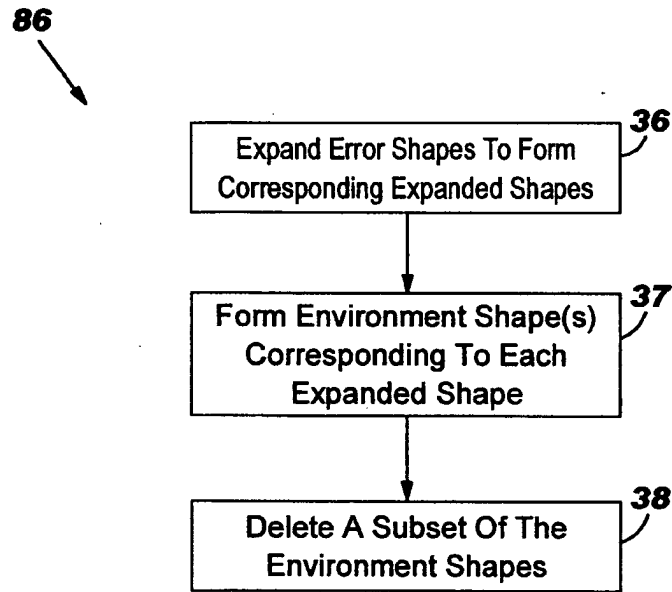 86
36
Expand Error Shapes To Form
Corresponding Expanded Shapes
37
Form Environment Shape(s)
Corresponding To Each
Expanded Shape
38
Delete A Subset Of The
Environment Shapes